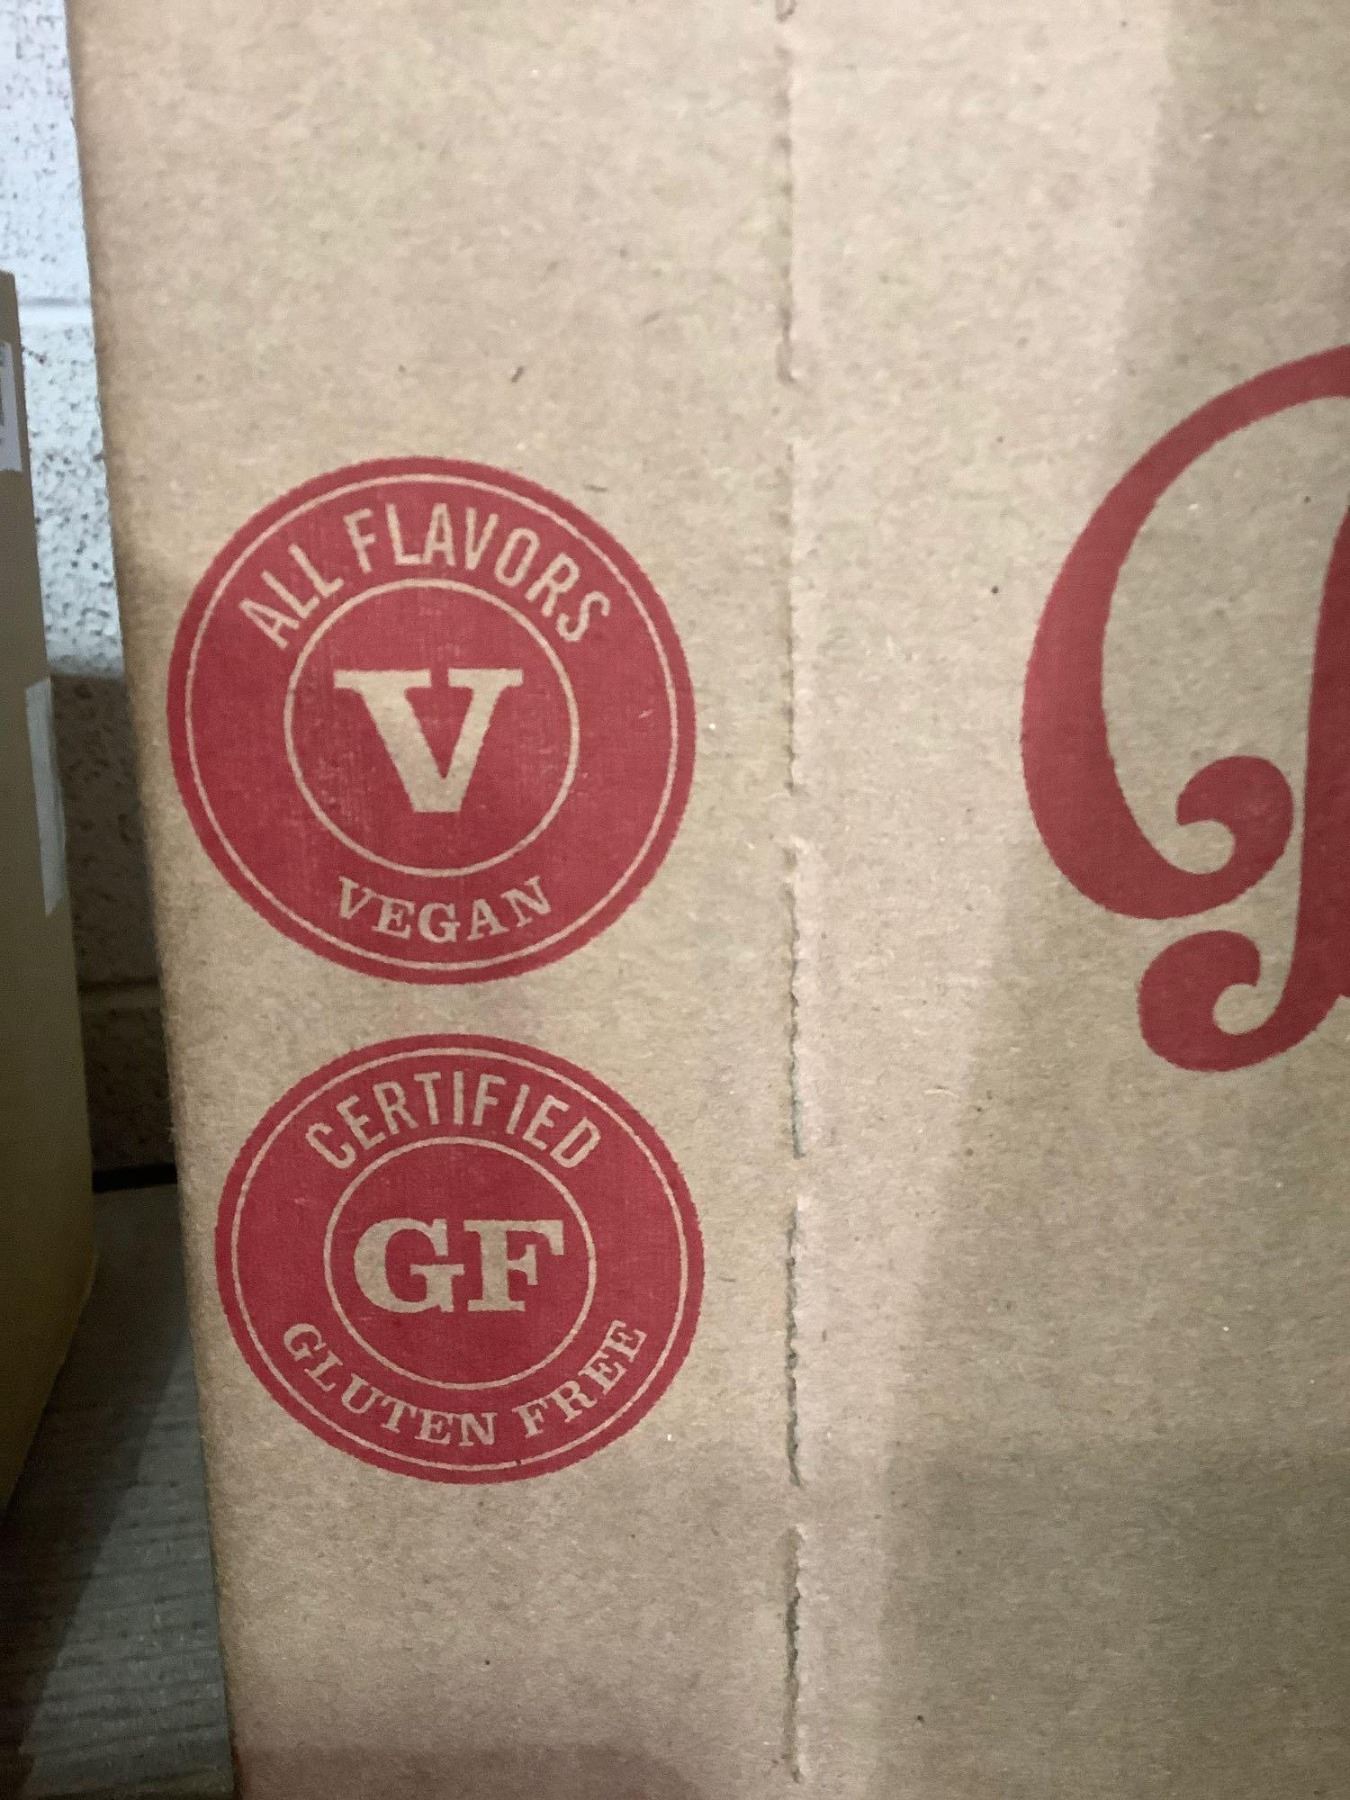 ALL FLAVORS
V
VEGAN
CERTIFIED
GF
GLUTEN FREE